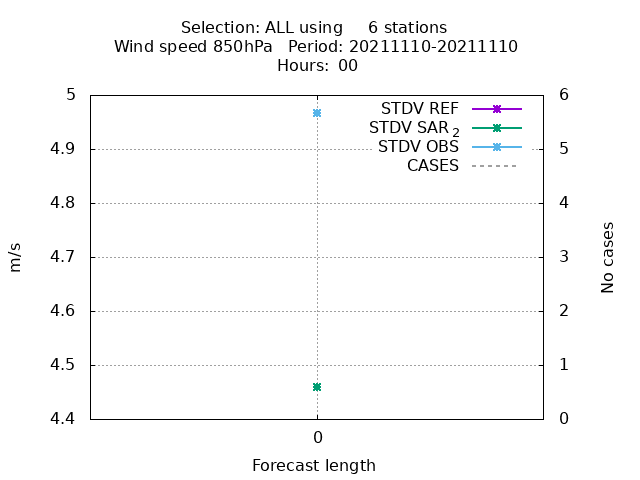 Selection: ALL using     6 stations
Wind speed 850hPa   Period: 20211110-20211110
Hours: 00
5
4.9
4.8
4.7
4.6
4.5
4.4
m/s
6
5
4
3
2
1
0
No cases
STDV REF
STDV SAR 2
STDV OBS
CASES
0
Forecast length